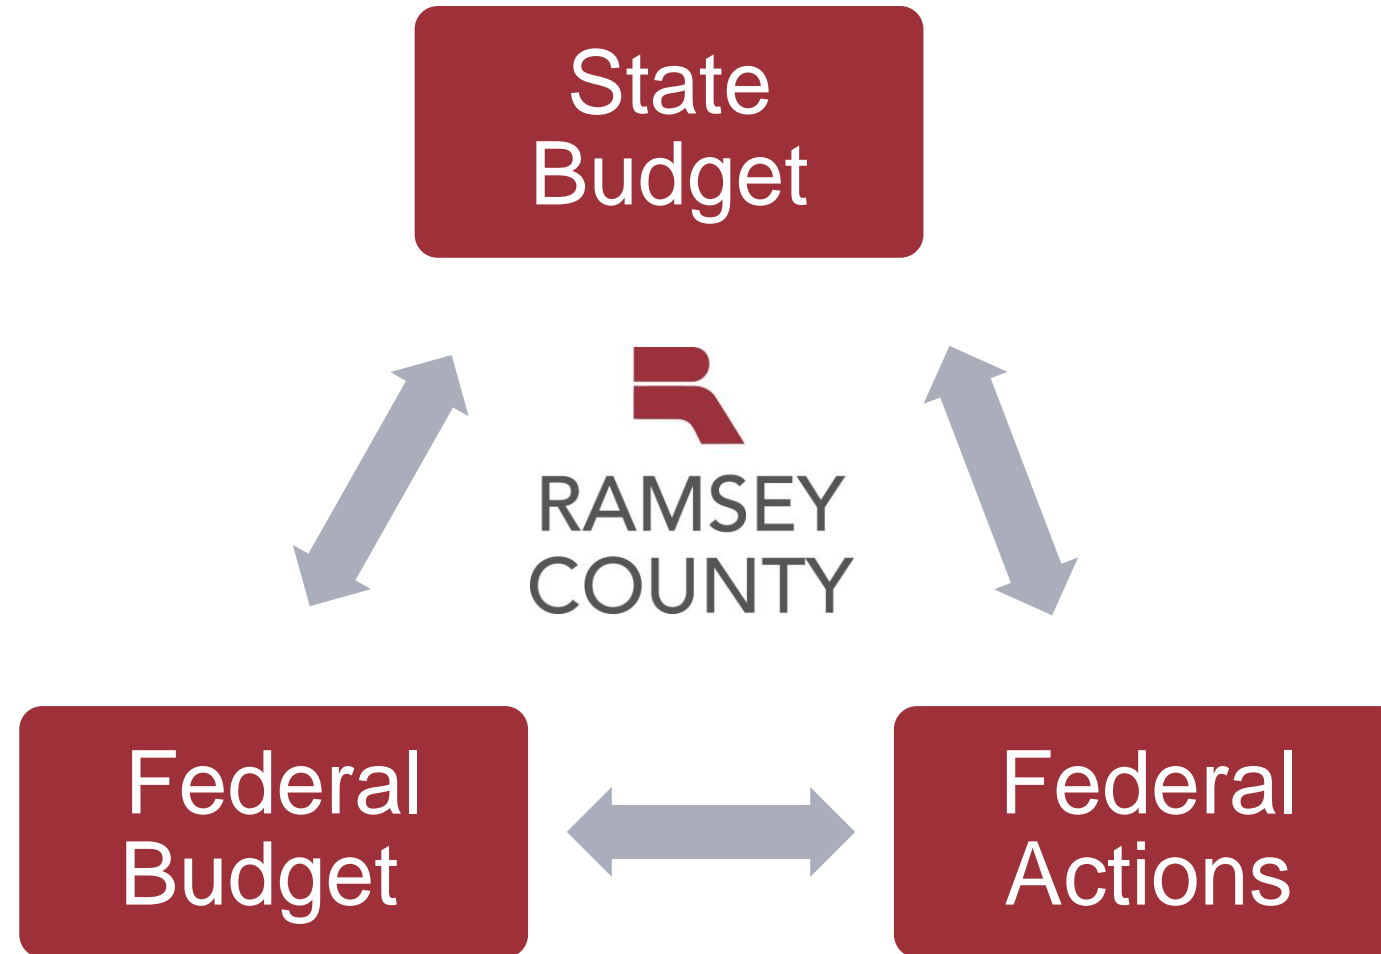 State
Budget
RAMSEY
COUNTY
Federal
Budget
Federal
Actions